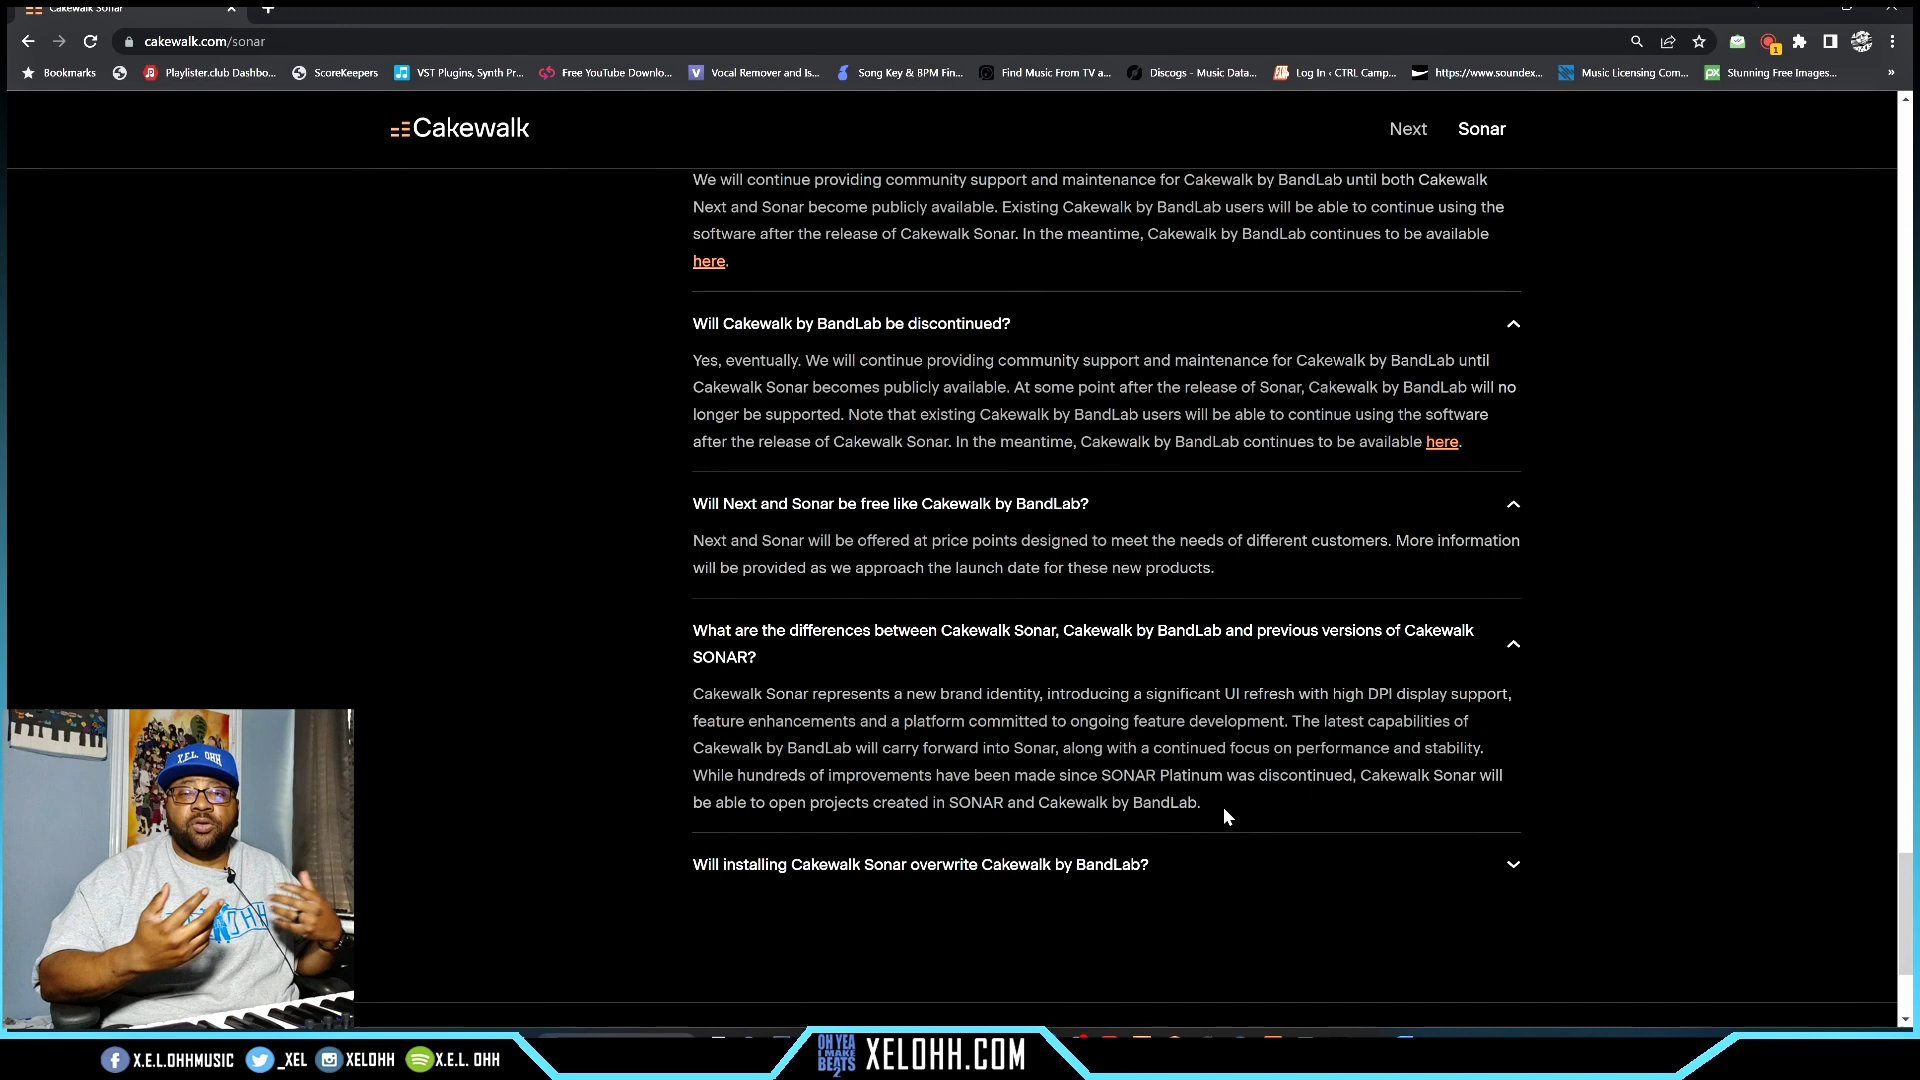 Cakewalk Sonar
cakewalk.com/sonar
1
Bookmarks
Playlister.club Dashbo...
ScoreKeepers
VST Plugins, Synth Pr...
Free YouTube Downlo...
Vocal Remover and Is...
Song Key & BPM Fin...
Find Music From TV a...
Discogs - Music Data...
Log In ‹ CTRL Camp...
https://www.soundex...
Music Licensing Com...
Stunning Free Images...
Cakewalk
Next
Sonar
We will continue providing community support and maintenance for Cakewalk by BandLab until both Cakewalk
Next and Sonar become publicly available. Existing Cakewalk by BandLab users will be able to continue using the
software after the release of Cakewalk Sonar. In the meantime, Cakewalk by BandLab continues to be available
here.
Will Cakewalk by BandLab be discontinued?
Yes, eventually. We will continue providing community support and maintenance for Cakewalk by BandLab until
Cakewalk Sonar becomes publicly available. At some point after the release of Sonar, Cakewalk by BandLab will no
longer be supported. Note that existing Cakewalk by BandLab users will be able to continue using the software
after the release of Cakewalk Sonar. In the meantime, Cakewalk by BandLab continues to be available here.
Will Next and Sonar be free like Cakewalk by BandLab?
Next and Sonar will be offered at price points designed to meet the needs of different customers. More information
will be provided as we approach the launch date for these new products.
What are the differences between Cakewalk Sonar, Cakewalk by BandLab and previous versions of Cakewalk
SONAR?
Cakewalk Sonar represents a new brand identity, introducing a significant UI refresh with high DPI display support,
feature enhancements and a platform committed to ongoing feature development. The latest capabilities of
Cakewalk by BandLab will carry forward into Sonar, along with a continued focus on performance and stability.
While hundreds of improvements have been made since SONAR Platinum was discontinued, Cakewalk Sonar will
be able to open projects created in SONAR and Cakewalk by BandLab.
Will installing Cakewalk Sonar overwrite Cakewalk by BandLab?
X.E.L. OHH
X.E.L.OHHMUSIC
_XEL
XELOHH
X.E.L. OHH
OH YEA
I MAKE
BEATS
2
XELOHH.COM